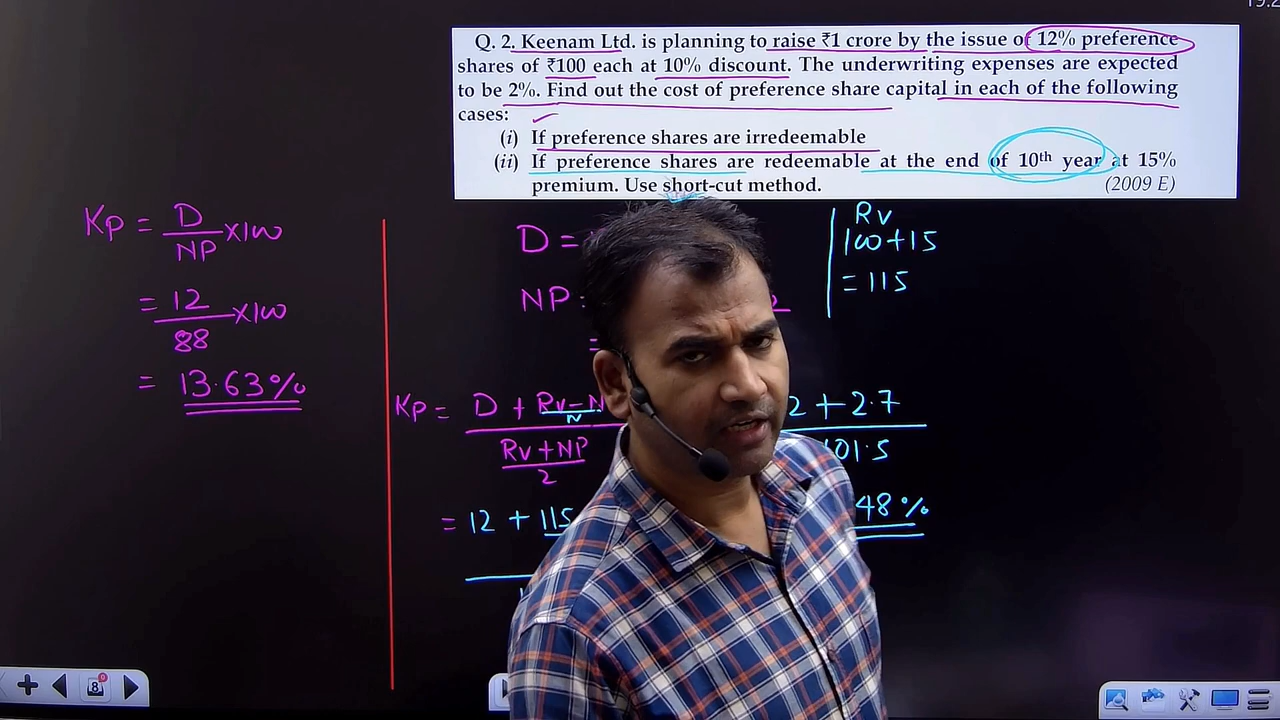 Q. 2. Keenam Ltd. is planning to raise ₹1 crore by the issue of 12% preference
shares of ₹100 each at 10% discount. The underwriting expenses are expected
to be 2%. Find out the cost of preference share capital in each of the following
cases:
(i) If preference shares are irredeemable
(ii) If preference shares are redeemable at the end of 10th year at 15%
premium. Use short-cut method. (2009 E)
Kp = D/NP ×100
= 12/88 ×100
= 13.63%
D =
NP =
=
Rv
100+15
= 115
Kp = D + Rv-N
N
Rv+NP
2
2 + 2.7
101.5
= 12 + 115
48%
8